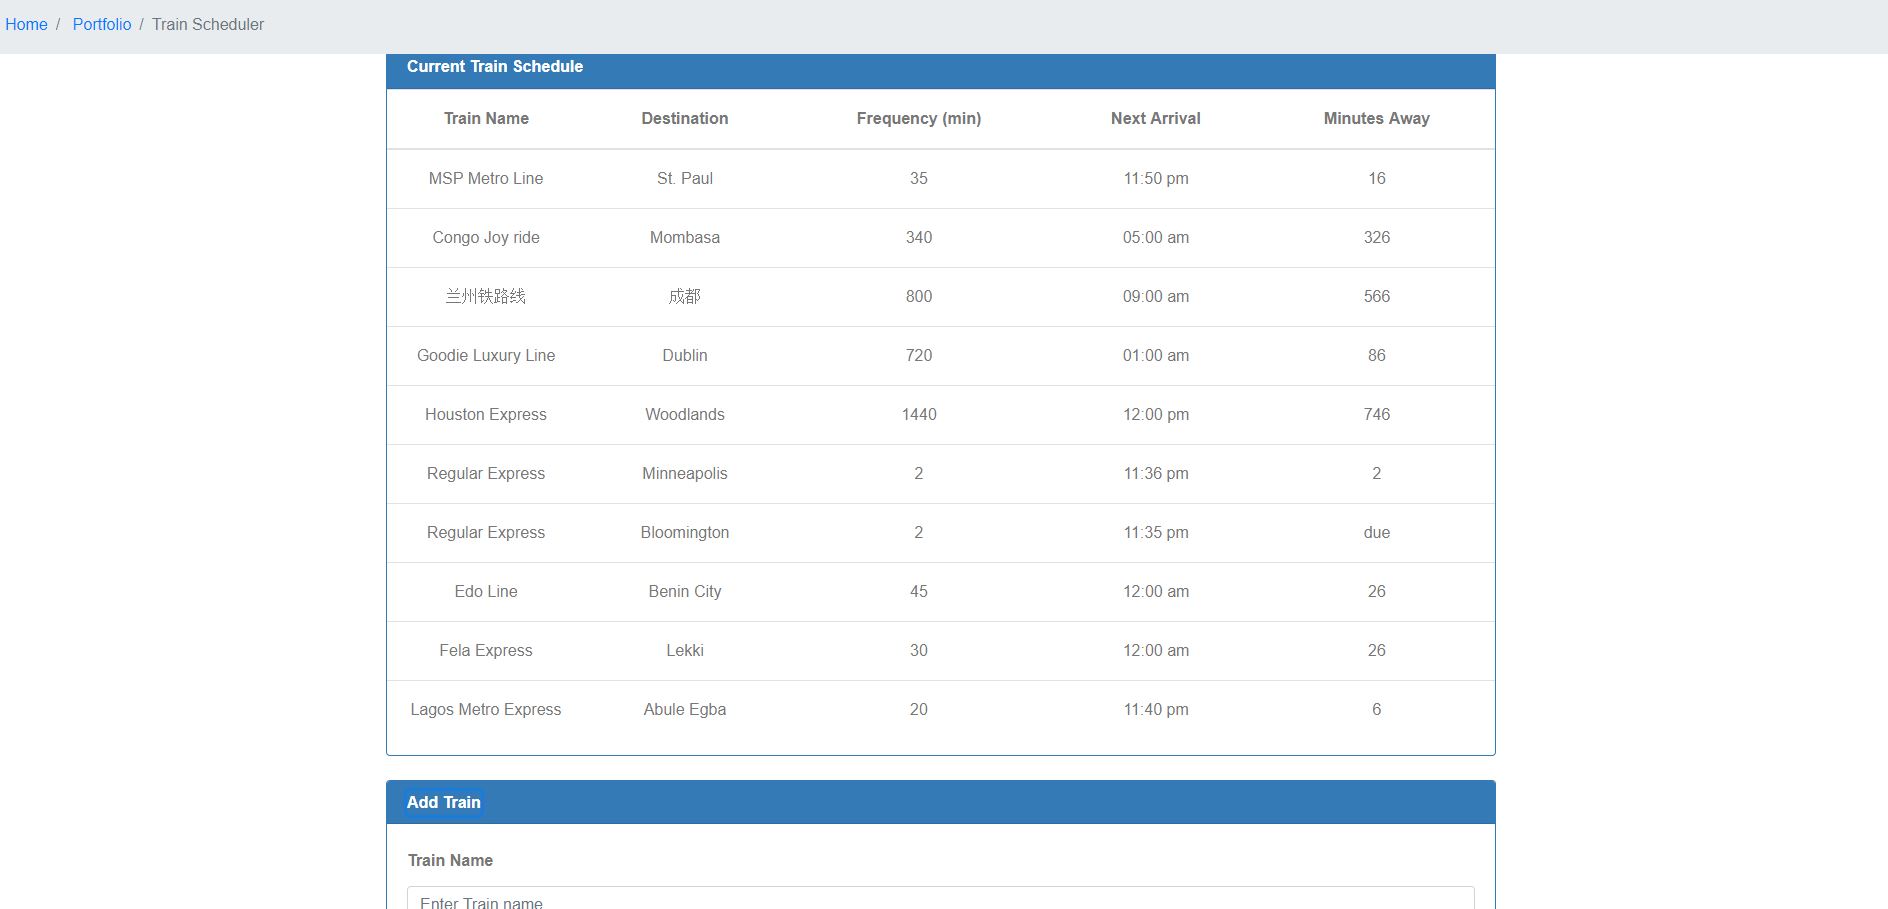 Home / Portfolio / Train Scheduler
Current Train Schedule
Train Name Destination Frequency (min) Next Arrival Minutes Away
MSP Metro Line St. Paul 35 11:50 pm 16
Congo Joy ride Mombasa 340 05:00 am 326
兰州铁路线 成都 800 09:00 am 566
Goodie Luxury Line Dublin 720 01:00 am 86
Houston Express Woodlands 1440 12:00 pm 746
Regular Express Minneapolis 2 11:36 pm 2
Regular Express Bloomington 2 11:35 pm due
Edo Line Benin City 45 12:00 am 26
Fela Express Lekki 30 12:00 am 26
Lagos Metro Express Abule Egba 20 11:40 pm 6
Add Train
Train Name
Enter Train name